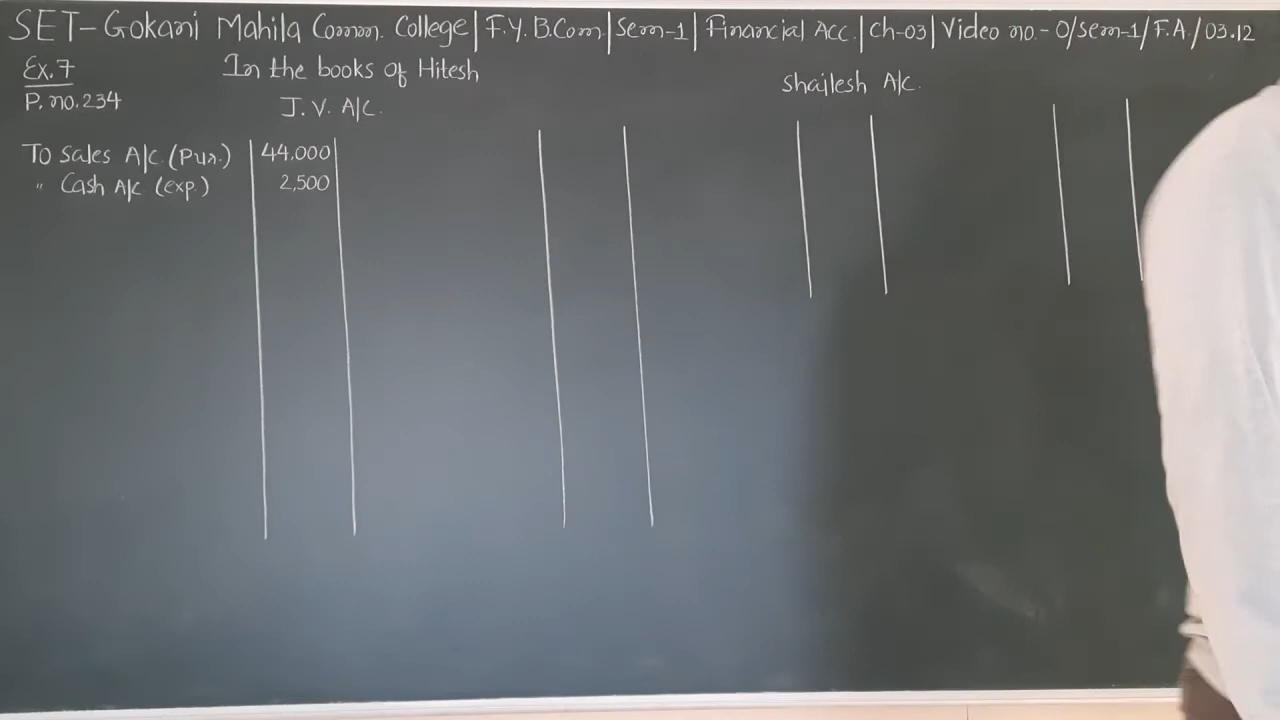 SET-Gokani Mahila Comm. College | F.Y. B.Com | Sem-1 | Financial Acc. | Ch-03 | Video no.- 0/sem-1/F.A./03.12
Ex.7
P. no. 234
In the books of Hitesh
J. V. A/c.
To Sales A/c. (Pur.) 44,000
" Cash A/c (exp.) 2,500
Shailesh A/c.